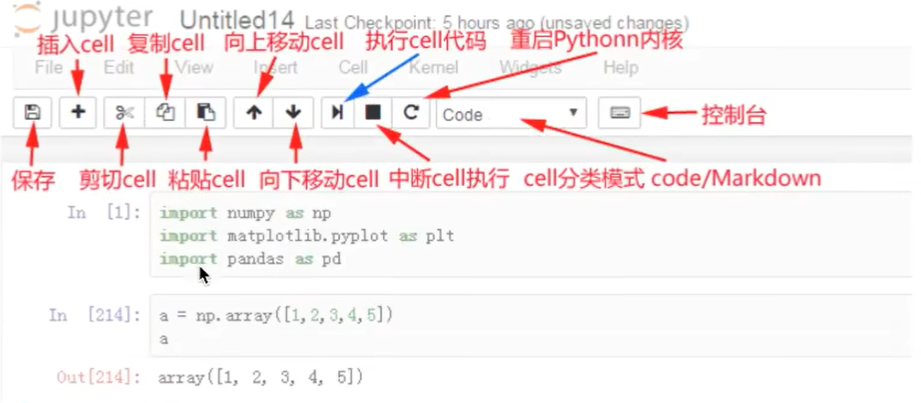 jupyter Untitled14 Last Checkpoint: 5 hours ago (unsaved changes)
插入cell 复制cell 向上移动cell 执行cell代码 重启Pythonn内核
File Edit View Insert Cell Kernel Widgets Help
Code 控制台
保存 剪切cell 粘贴cell 向下移动cell 中断cell执行 cell分类模式 code/Markdown
In [1]: import numpy as np
import matplotlib.pyplot as plt
import pandas as pd
In [214]: a = np.array([1,2,3,4,5])
a
Out[214]: array([1, 2, 3, 4, 5])